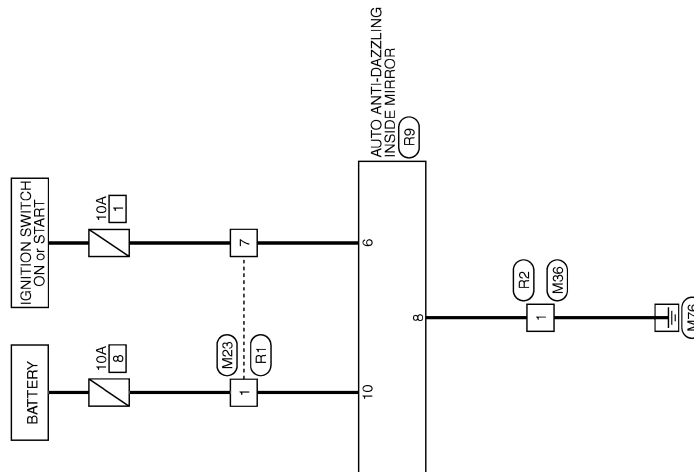 IGNITION SWITCH
ON or START
BATTERY
10A
1
10A
8
7
M23
1
R1
6
10
AUTO ANTI-DAZZLING
INSIDE MIRROR
R9
8
R2
1
M36
M76